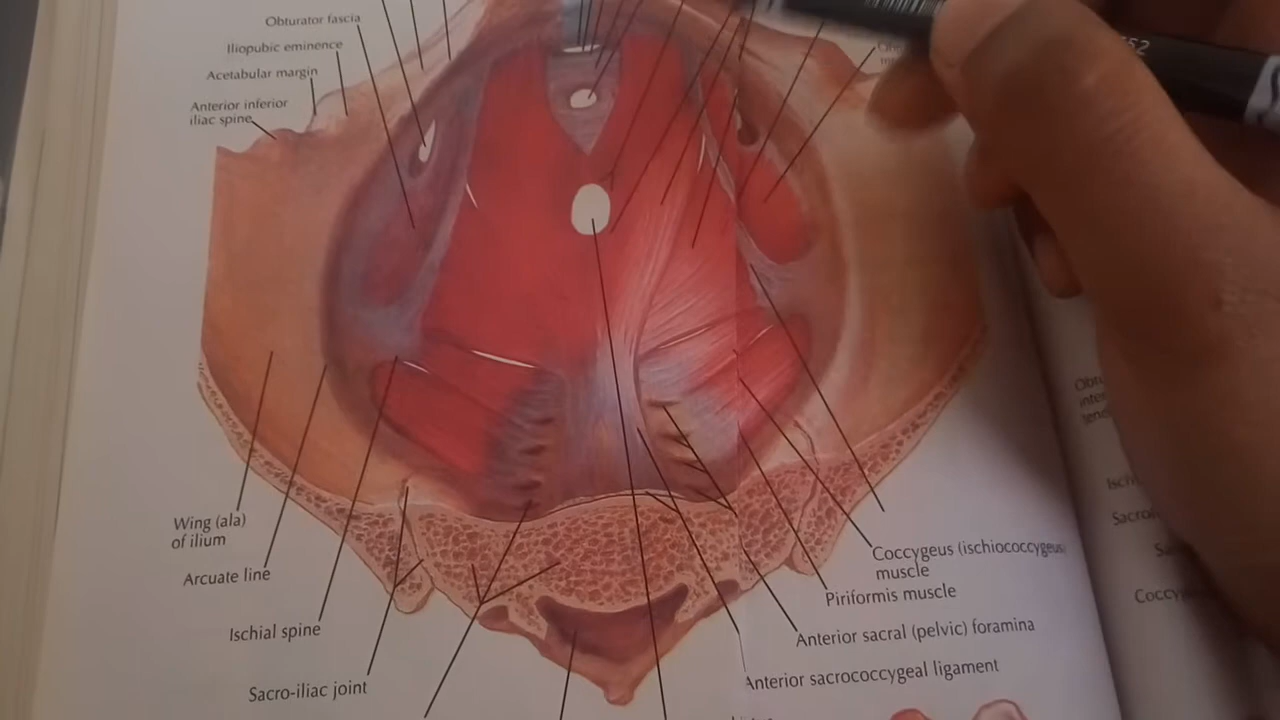 Obturator fascia
Iliopubic eminence
Acetabular margin
Anterior inferior
iliac spine
Wing (ala)
of ilium
Arcuate line
Ischial spine
Sacro-iliac joint
Coccygeus (ischiococcygeus)
muscle
Piriformis muscle
Anterior sacral (pelvic) foramina
Anterior sacrococcygeal ligament